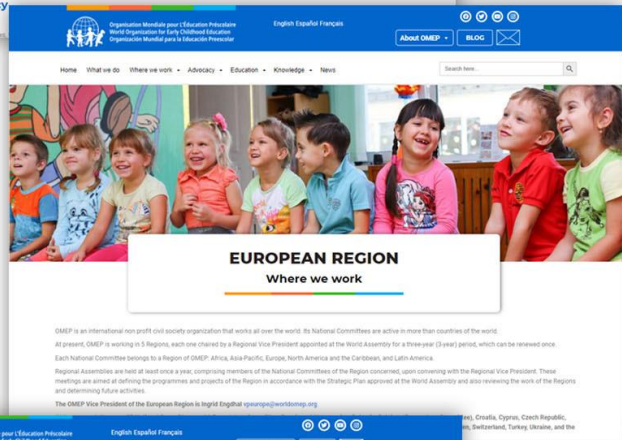 Organisation Mondiale pour L'Éducation Préscolaire
World Organization for Early Childhood Education
Organización Mundial para la Educación Preescolar
English Español Français
About OMEP
BLOG
Home What we do Where we work Advocacy Education Knowledge News
Search here...
EUROPEAN REGION
Where we work
OMEP is an international non profit civil society organization that works all over the world. Its National Committees are active in more than countries of the world.
At present, OMEP is working in 5 Regions, each one chaired by a Regional Vice President appointed at the World Assembly for a three-year (3-year) period, which can be renewed once.
Each National Committee belongs to a Region of OMEP: Africa, Asia-Pacific, Europe, North America and the Caribbean, and Latin-America.
Regional Assemblies are held at least once a year, comprising members of the National Committees of the Region concerned, upon convening with the Regional Vice President. These
meetings are aimed at defining the programmes and projects of the Region in accordance with the Strategic Plan approved at the World Assembly and also reviewing the work of the Regions
and determining future activities.
The OMEP Vice President of the European Region is Ingrid Engdhal vpeurope@worldomep.org
Croatia, Cyprus, Czech Republic,
Switzerland, Turkey, Ukraine, and the
pour L'Éducation Préscolaire
English Español Français